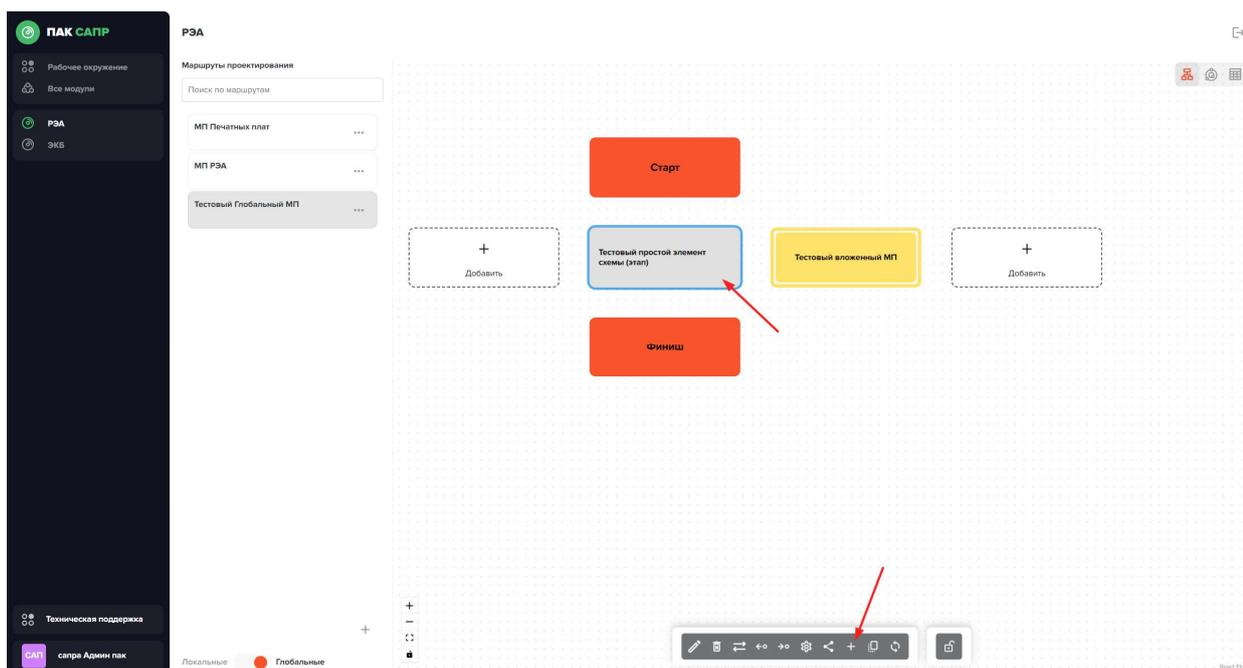 ПАК САПР
Рабочее окружение
Все модули
РЭА
ЭКБ
Техническая поддержка
САП
сапра Админ пак
РЭА
Маршруты проектирования
Поиск по маршрутам
МП Печатных плат
МП РЭА
Тестовый Глобальный МП
Локальные
Глобальные
Старт
Добавить
Тестовый простой элемент
схемы (этап)
Тестовый вложенный МП
Добавить
Финиш